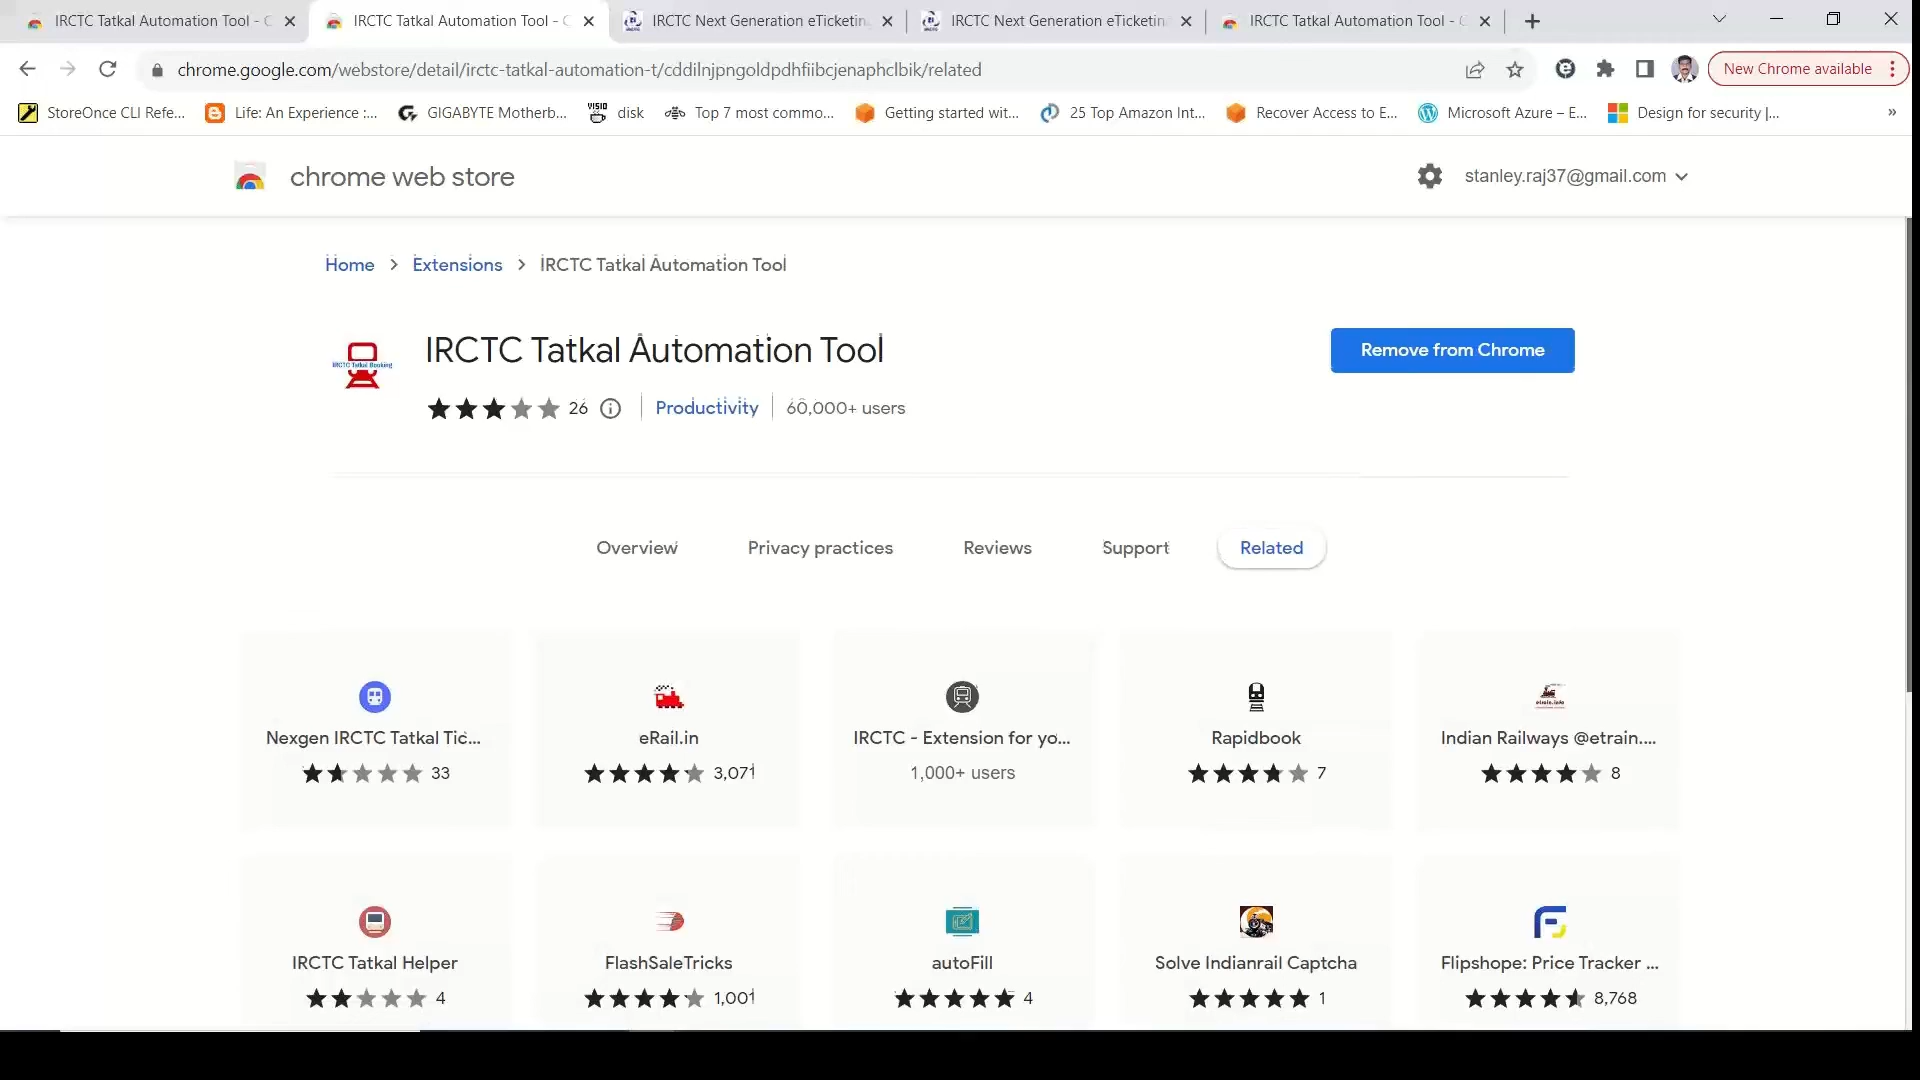 IRCTC Tatkal Automation Tool - C
IRCTC Tatkal Automation Tool - C
IRCTC Next Generation eTicketin
IRCTC Next Generation eTicketin
IRCTC Tatkal Automation Tool - C
chrome.google.com/webstore/detail/irctc-tatkal-automation-t/cddilnjpngoldpdhfiibcjenaphclbik/related
New Chrome available
StoreOnce CLI Refe...
Life: An Experience :...
GIGABYTE Motherb...
VISIO
disk
Top 7 most commo...
Getting started wit...
25 Top Amazon Int...
Recover Access to E...
Microsoft Azure – E...
Design for security |...
»
chrome web store
stanley.raj37@gmail.com
Home > Extensions > IRCTC Tatkal Automation Tool
IRCTC Tatkal Booking
IRCTC Tatkal Automation Tool
Remove from Chrome
26
Productivity
60,000+ users
Overview
Privacy practices
Reviews
Support
Related
Nexgen IRCTC Tatkal Tic...
33
eRail.in
3,071
IRCTC - Extension for yo...
1,000+ users
Rapidbook
7
Indian Railways @etrain....
8
IRCTC Tatkal Helper
4
FlashSaleTricks
1,001
autoFill
4
Solve Indianrail Captcha
1
Flipshope: Price Tracker ...
8,768